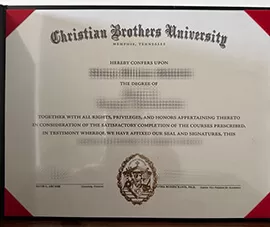 Christian Brothers University
MEMPHIS, TENNESSEE
HEREBY CONFERS UPON
THE DEGREE OF
TOGETHER WITH ALL RIGHTS, PRIVILEGES, AND HONORS APPERTAINING THERETO
IN CONSIDERATION OF THE SATISFACTORY COMPLETION OF THE COURSES PRESCRIBED.
IN TESTIMONY WHEREOF, WE HAVE AFFIXED OUR SEAL AND SIGNATURES, THIS